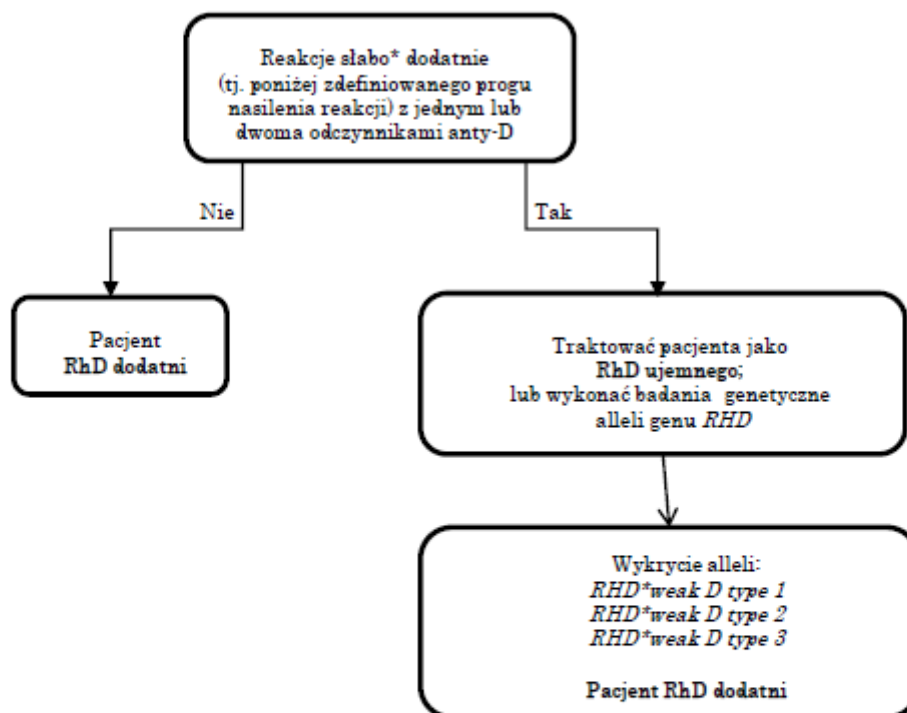 Reakcje słabo* dodatnie
(tj. poniżej zdefiniowanego progu
nasilenia reakcji) z jednym lub
dwoma odczynnikami anty-D
Nie
Tak
Pacjent
RhD dodatni
Traktować pacjenta jako
RhD ujemnego;
lub wykonać badania genetyczne
alleli genu RHD
Wykrycie alleli:
RHD*weak D type 1
RHD*weak D type 2
RHD*weak D type 3
Pacjent RhD dodatni